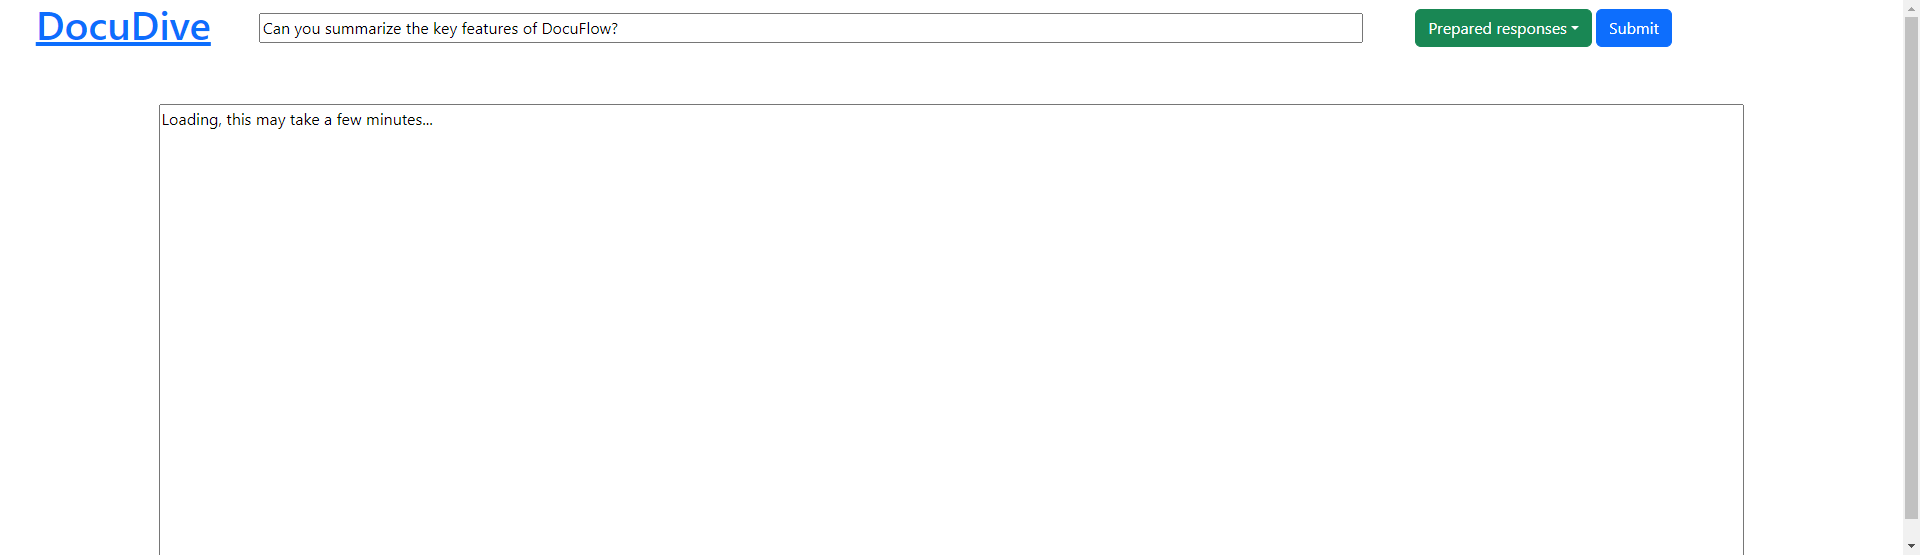 DocuDive
Can you summarize the key features of DocuFlow?
Prepared responses
Submit
Loading, this may take a few minutes...